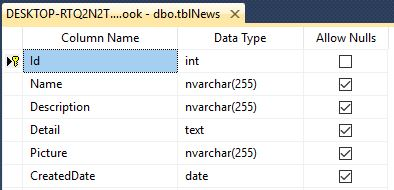 DESKTOP-RTQ2N2T....ook - dbo.tblNews
Column Name Data Type Allow Nulls
Id int
Name nvarchar(255)
Description nvarchar(255)
Detail text
Picture nvarchar(255)
CreatedDate date